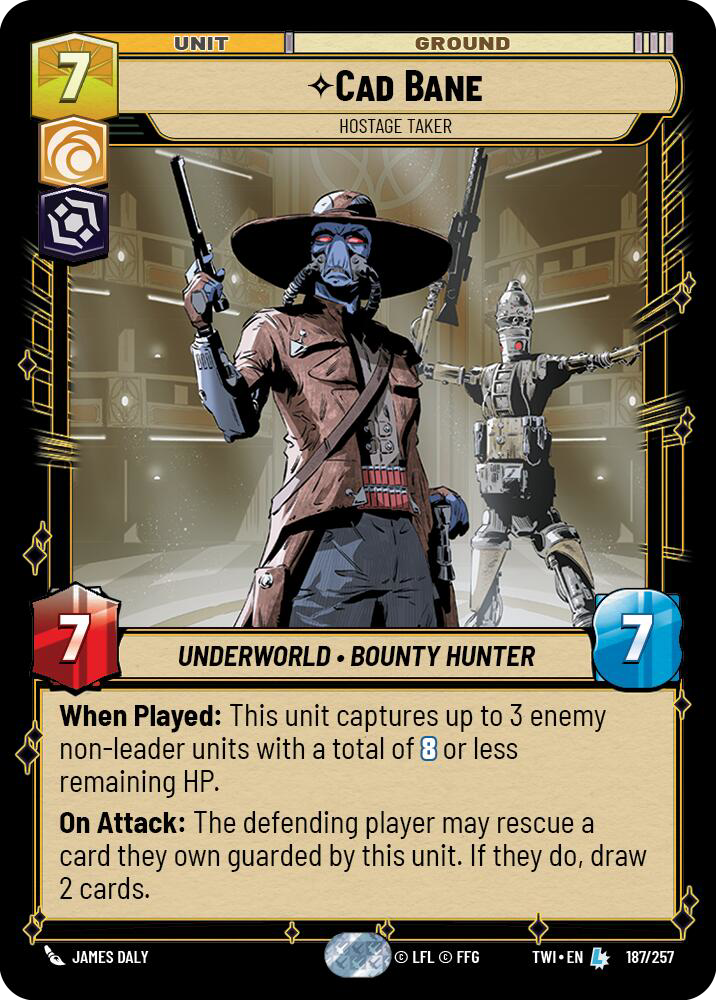 UNIT GROUND
7
✧CAD BANE
HOSTAGE TAKER
7
7
UNDERWORLD • BOUNTY HUNTER
When Played: This unit captures up to 3 enemy
non-leader units with a total of 8 or less
remaining HP.
On Attack: The defending player may rescue a
card they own guarded by this unit. If they do, draw
2 cards.
JAMES DALY © LFL © FFG TWI • EN L 187/257